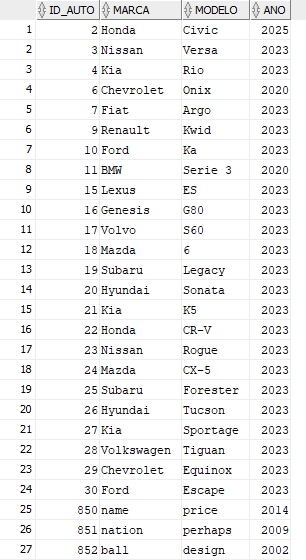 ID_AUTO MARCA MODELO ANO
1 2 Honda Civic 2025
2 3 Nissan Versa 2023
3 4 Kia Rio 2023
4 6 Chevrolet Onix 2020
5 7 Fiat Argo 2023
6 9 Renault Kwid 2023
7 10 Ford Ka 2023
8 11 BMW Serie 3 2020
9 15 Lexus ES 2023
10 16 Genesis G80 2023
11 17 Volvo S60 2023
12 18 Mazda 6 2023
13 19 Subaru Legacy 2023
14 20 Hyundai Sonata 2023
15 21 Kia K5 2023
16 22 Honda CR-V 2023
17 23 Nissan Rogue 2023
18 24 Mazda CX-5 2023
19 25 Subaru Forester 2023
20 26 Hyundai Tucson 2023
21 27 Kia Sportage 2023
22 28 Volkswagen Tiguan 2023
23 29 Chevrolet Equinox 2023
24 30 Ford Escape 2023
25 850 name price 2014
26 851 nation perhaps 2009
27 852 ball design 2002